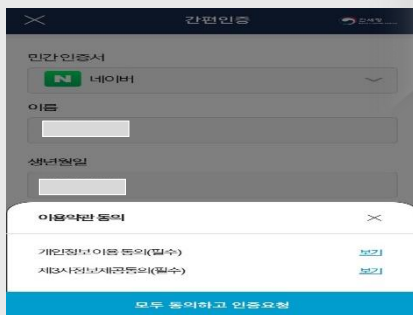 간편인증
민간인증서
N 네이버
이름
생년월일
이용약관 동의
개인정보이용 동의(필수) 보기
제3자정보제공동의(필수) 보기
모두 동의하고 인증요청